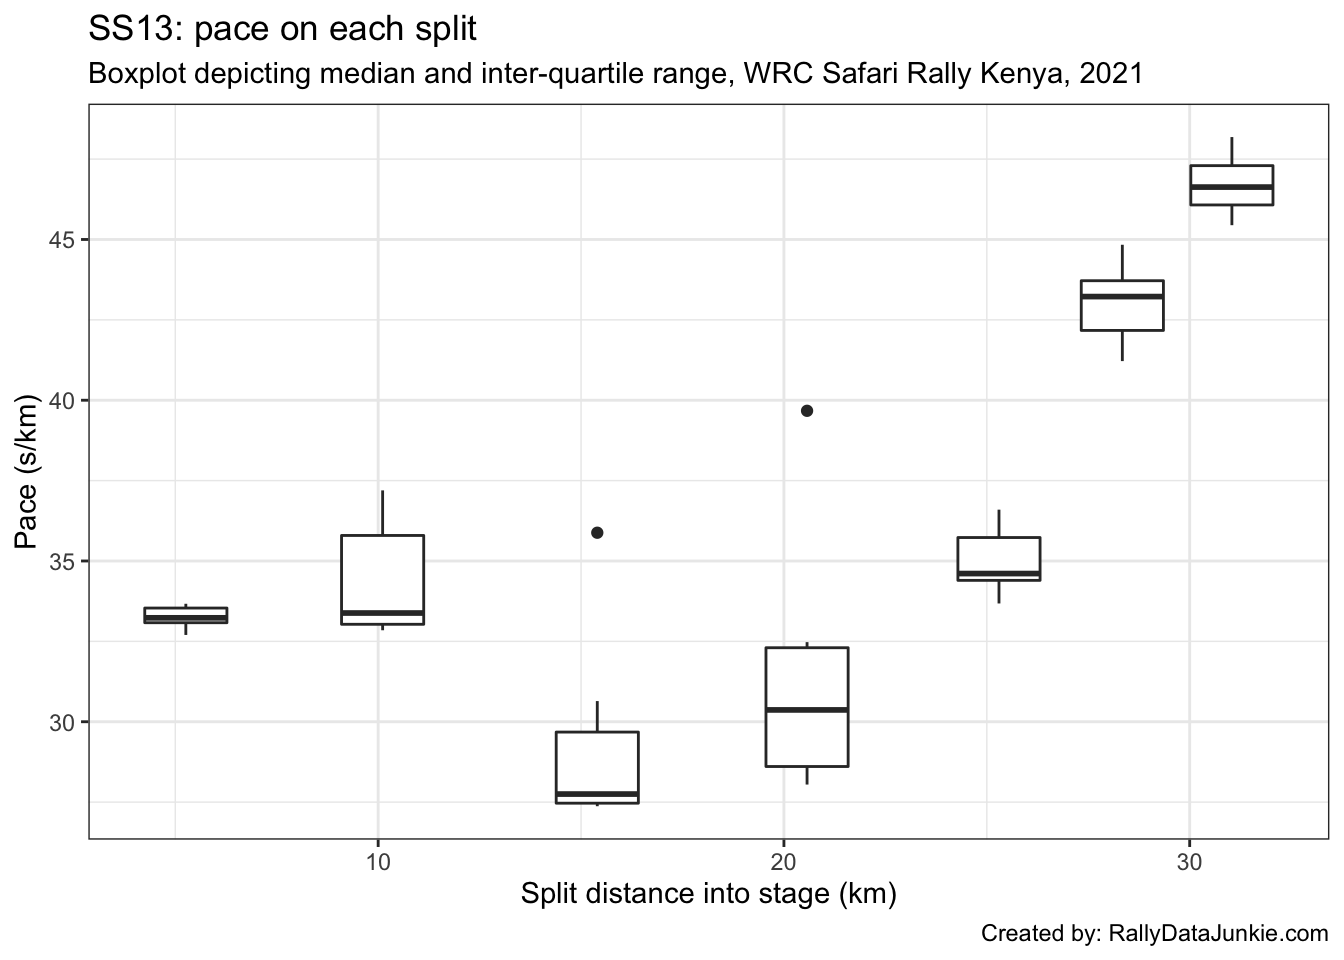 SS13: pace on each split
Boxplot depicting median and inter-quartile range, WRC Safari Rally Kenya, 2021
Pace (s/km)
45
40
35
30
10
20
30
Split distance into stage (km)
Created by: RallyDataJunkie.com